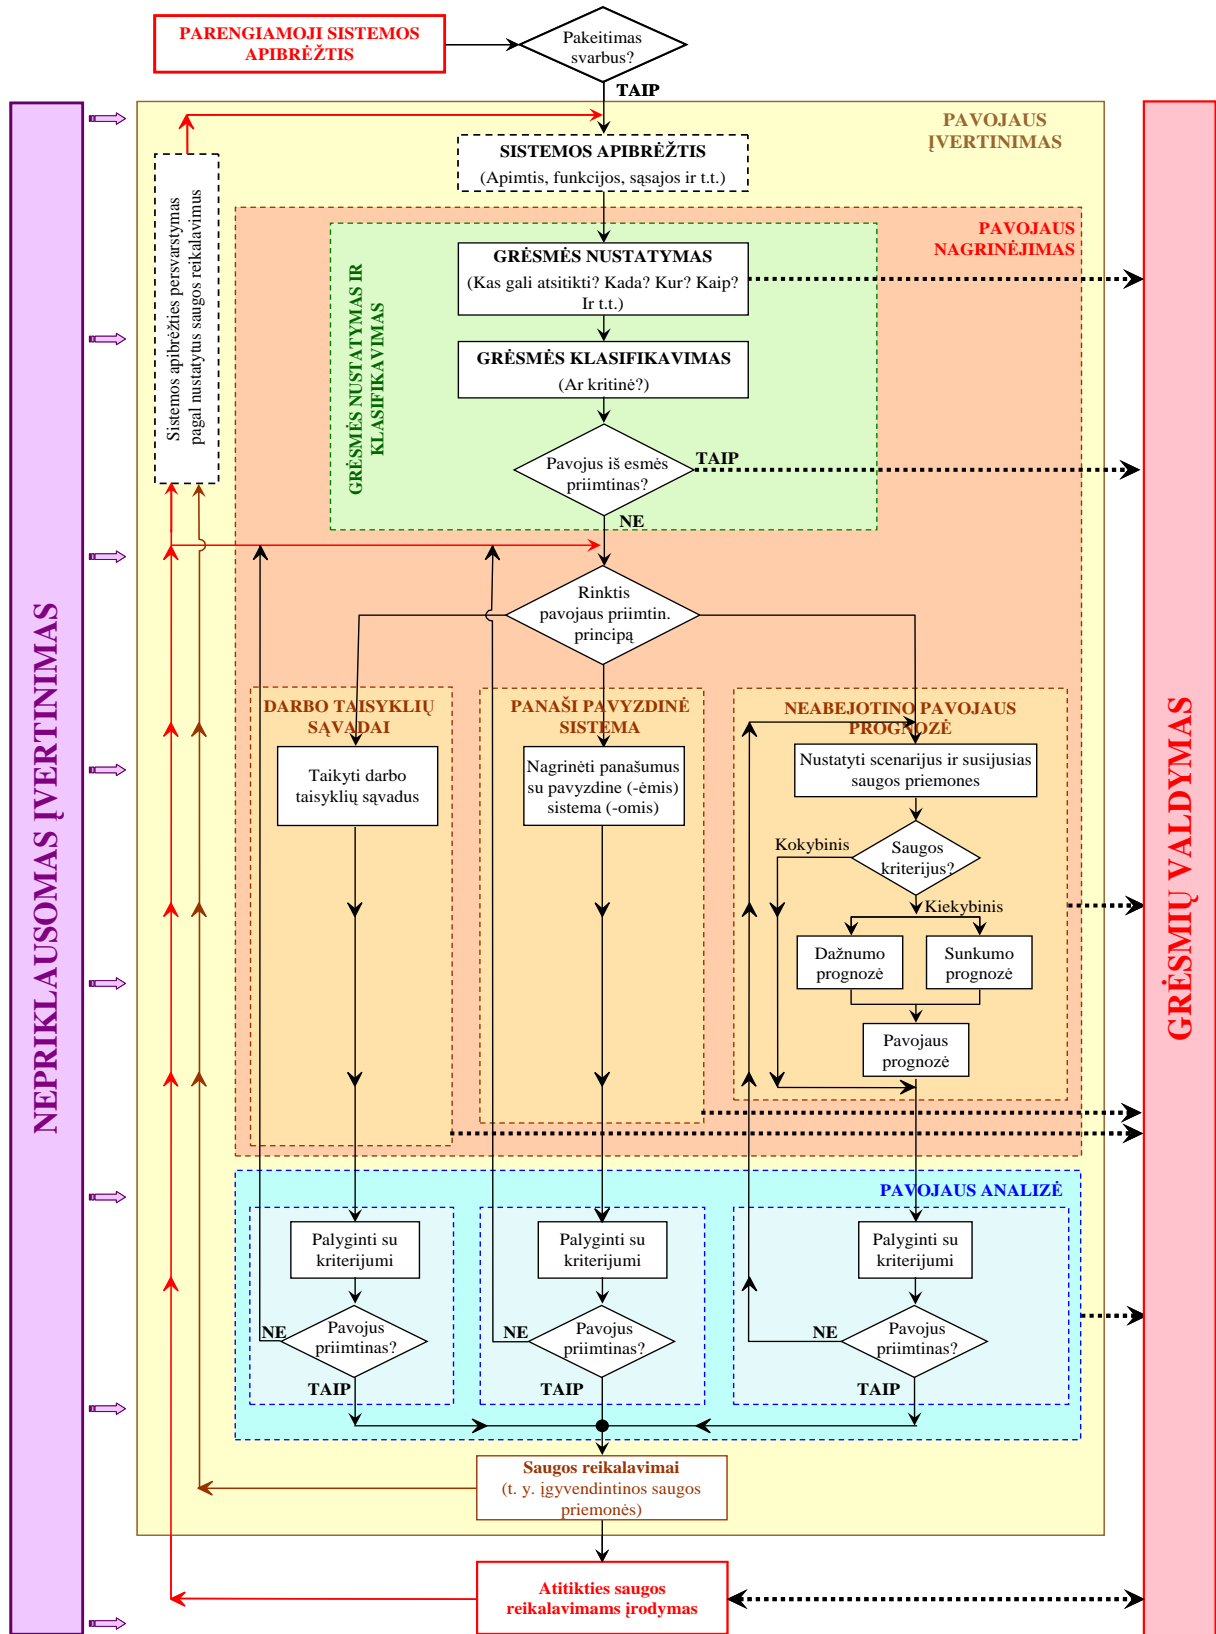 PARENGIAMOJI SISTEMOS
APIBRĖŽTIS
Pakeitimas
svarbus?
TAIP
PAVOJAUS
ĮVERTINIMAS
SISTEMOS APIBRĖŽTIS
(Apimtis, funkcijos, sąsajos ir t.t.)
Sistemos apibrėžties persvarstymas
pagal nustatytus saugos reikalavimus
PAVOJAUS
NAGRINĖJIMAS
GRĖSMĖS NUSTATYMAS IR
KLASIFIKAVIMAS
GRĖSMĖS NUSTATYMAS
(Kas gali atsitikti? Kada? Kur? Kaip?
Ir t.t.)
GRĖSMĖS KLASIFIKAVIMAS
(Ar kritinė?)
Pavojus iš esmės
priimtinas?
TAIP
NE
Rinktis
pavojaus priimtin.
principą
NEPRIKLAUSOMAS ĮVERTINIMAS
GRĖSMIŲ VALDYMAS
DARBO TAISYKLIŲ
SĄVADAI
Taikyti darbo
taisyklių sąvadus
PANAŠI PAVYZDINĖ
SISTEMA
Nagrinėti panašumus
su pavyzdine (-ėmis)
sistema (-omis)
NEABEJOTINO PAVOJAUS
PROGNOZĖ
Nustatyti scenarijus ir susijusias
saugos priemones
Kokybinis
Saugos
kriterijus?
Kiekybinis
Dažnumo
prognozė
Sunkumo
prognozė
Pavojaus
prognozė
PAVOJAUS ANALIZĖ
Palyginti su
kriterijumi
Palyginti su
kriterijumi
Palyginti su
kriterijumi
NE
Pavojus
priimtinas?
NE
Pavojus
priimtinas?
NE
Pavojus
priimtinas?
TAIP
TAIP
TAIP
Saugos reikalavimai
(t. y. įgyvendintinos saugos
priemonės)
Atitikties saugos
reikalavimams įrodymas